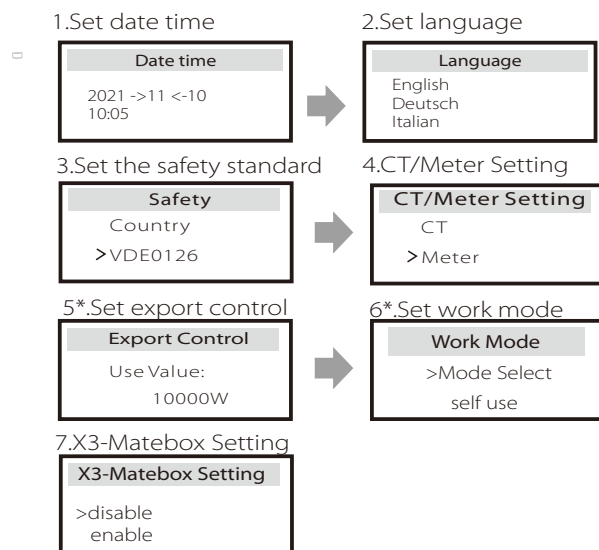 1.Set date time
Date time
2021 ->11 <-10
10:05
2.Set language
Language
English
Deutsch
Italian
3.Set the safety standard
Safety
Country
>VDE0126
4.CT/Meter Setting
CT/Meter Setting
CT
>Meter
5*.Set export control
Export Control
Use Value:
10000W
6*.Set work mode
Work Mode
>Mode Select
self use
7.X3-Matebox Setting
X3-Matebox Setting
>disable
enable